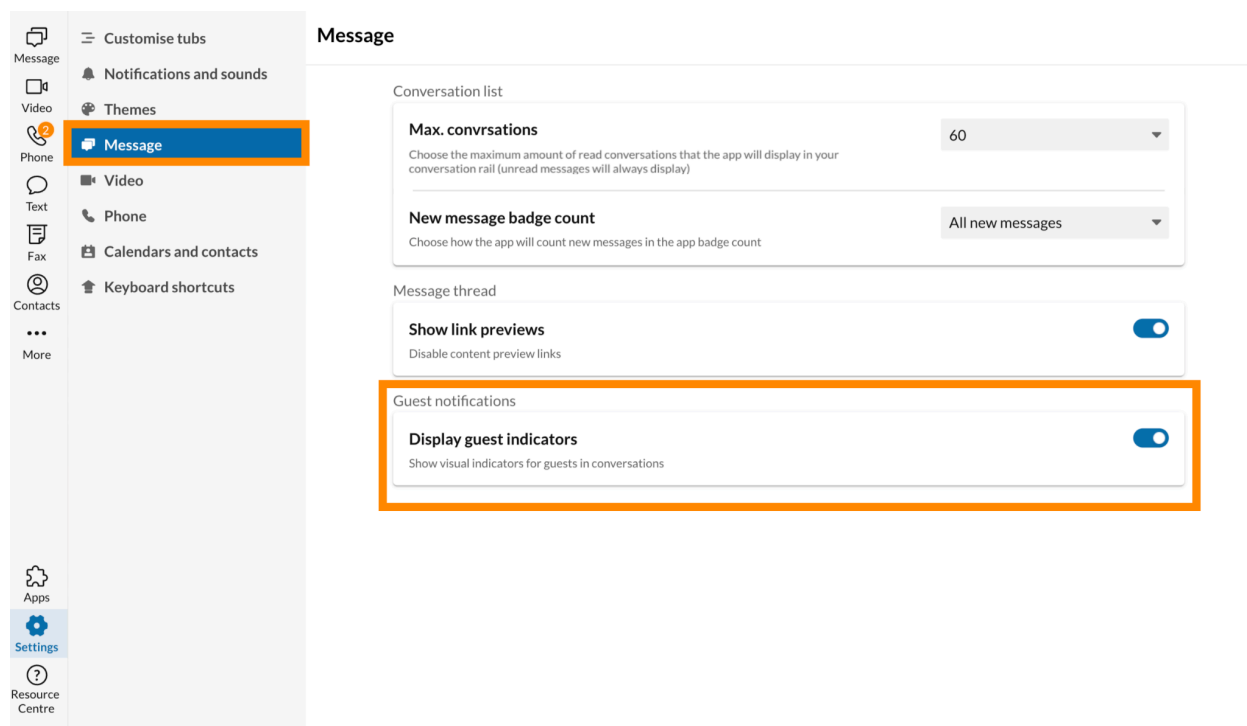 Message
Video
2
Phone
Text
Fax
Contacts
More
Apps
Settings
Resource
Centre
Customise tubs
Notifications and sounds
Themes
Message
Video
Phone
Calendars and contacts
Keyboard shortcuts
Message
Conversation list
Max. convrsations
Choose the maximum amount of read conversations that the app will display in your
conversation rail (unread messages will always display)
60
New message badge count
Choose how the app will count new messages in the app badge count
All new messages
Message thread
Show link previews
Disable content preview links
Guest notifications
Display guest indicators
Show visual indicators for guests in conversations